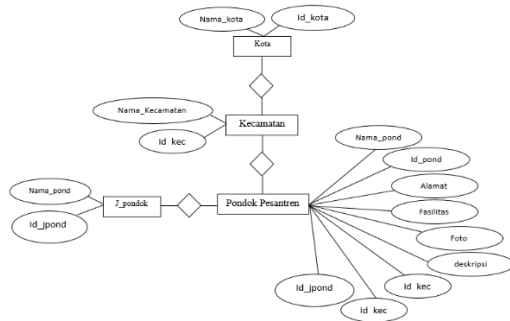 Nama_kota
Id_kota
Kota
Nama_Kecamatan
Kecamatan
Id kec
Nama_pond
Id_pond
Alamat
Nama_pond
J_pondok
Pondok Pesantren
Fasilitas
Id_jpond
Foto
deskripsi
Id_jpond
Id kec
Id kec